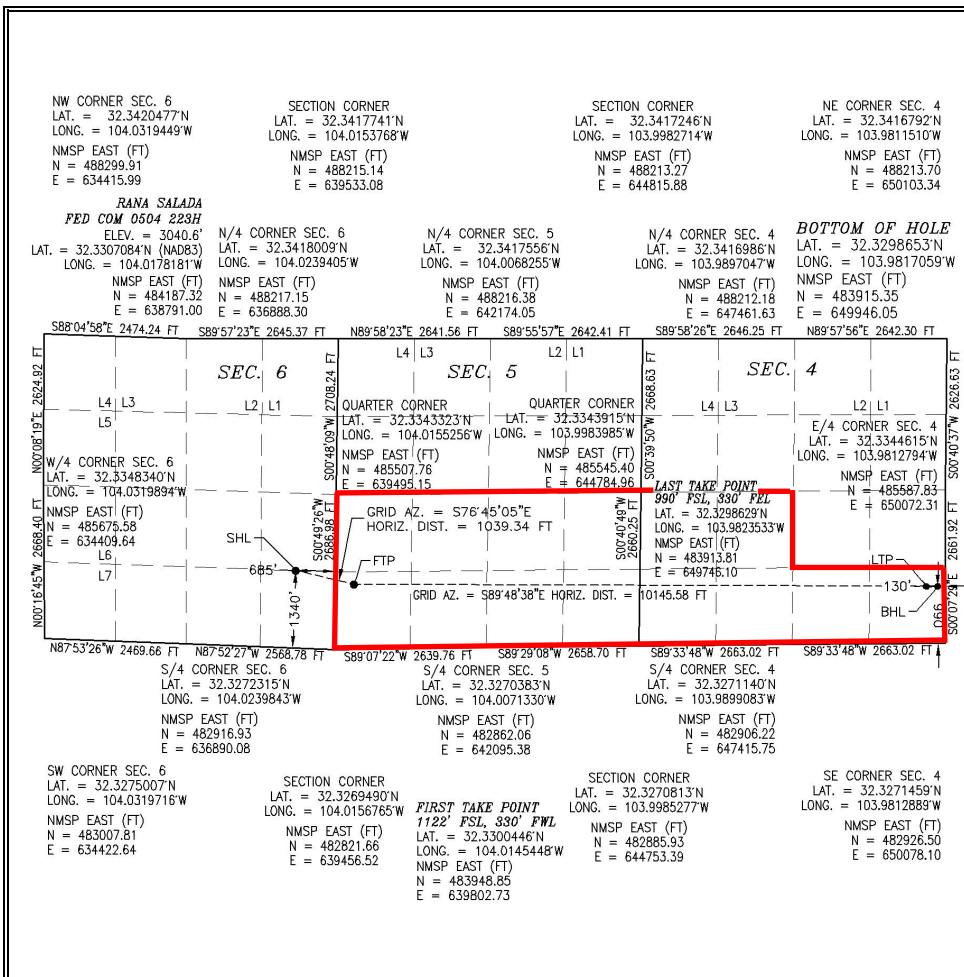 NW CORNER SEC. 6
LAT. = 32.3420477°N
LONG. = 104.0319449°W
NMSP EAST (FT)
N = 488299.91
E = 634415.99
SECTION CORNER
LAT. = 32.3417741°N
LONG. = 104.0153768°W
NMSP EAST (FT)
N = 488215.14
E = 639533.08
SECTION CORNER
LAT. = 32.3417246°N
LONG. = 103.9982714°W
NMSP EAST (FT)
N = 488213.27
E = 644815.88
NE CORNER SEC. 4
LAT. = 32.3416792°N
LONG. = 103.9811510°W
NMSP EAST (FT)
N = 488213.70
E = 650103.34
RANA SALADA
FED COM 0504 223H
ELEV. = 3040.6'
LAT. = 32.3307084°N (NAD83)
LONG. = 104.0178181°W
NMSP EAST (FT)
N = 484187.32
E = 638791.00
N/4 CORNER SEC. 6
LAT. = 32.3418009°N
LONG. = 104.0239405°W
NMSP EAST (FT)
N = 488217.15
E = 636888.30
N/4 CORNER SEC. 5
LAT. = 32.3417556°N
LONG. = 104.0068255°W
NMSP EAST (FT)
N = 488216.38
E = 642174.05
N/4 CORNER SEC. 4
LAT. = 32.3416986°N
LONG. = 103.9897047°W
NMSP EAST (FT)
N = 488212.18
E = 647461.63
BOTTOM OF HOLE
LAT. = 32.3298653°N
LONG. = 103.9817059°W
NMSP EAST (FT)
N = 483915.35
E = 649946.05
S88°04'58"E 2474.24 FT
S89°57'23"E 2645.37 FT
N89°58'23"E 2641.56 FT
S89°55'57"E 2642.41 FT
S89°58'26"E 2646.25 FT
N89°57'56"E 2642.30 FT
N00°08'19"E 2624.92 FT
SEC. 6
S00°48'09"W 2708.24 FT
L4 L3
SEC. 5
L2 L1
S00°39'50"W 2668.63 FT
SEC. 4
S00°40'37"W 2626.63 FT
L4 L3
L5
L2 L1
L4 L3
L2 L1
QUARTER CORNER
LAT. = 32.3343323°N
LONG. = 104.0155256°W
NMSP EAST (FT)
N = 485507.76
E = 639495.15
QUARTER CORNER
LAT. = 32.3343915°N
LONG. = 103.9983985°W
NMSP EAST (FT)
N = 485545.40
E = 644784.96
E/4 CORNER SEC. 4
LAT. = 32.3344615°N
LONG. = 103.9812794°W
NMSP EAST (FT)
N = 485587.83
E = 650072.31
W/4 CORNER SEC. 6
LAT. = 32.3348340°N
LONG. = 104.0319894°W
NMSP EAST (FT)
N = 485675.58
E = 634409.64
LAST TAKE POINT
990' FSL, 330' FEL
LAT. = 32.3298629°N
LONG. = 103.9823533°W
NMSP EAST (FT)
N = 483913.81
E = 649746.10
N00°16'45"W 2668.40 FT
S00°49'26"W 2686.98 FT
S00°40'49"W 2660.25 FT
S00°07'29"E 2661.92 FT
GRID AZ. = S76°45'05"E
HORIZ. DIST. = 1039.34 FT
SHL
L6
L7
685'
FTP
1340'
GRID AZ. = S89°48'38"E HORIZ. DIST. = 10145.58 FT
LTP
130'
BHL
990'
N87°53'26"W 2469.66 FT
N87°52'27"W 2568.78 FT
S89°07'22"W 2639.76 FT
S89°29'08"W 2658.70 FT
S89°33'48"W 2663.02 FT
S89°33'48"W 2663.02 FT
S/4 CORNER SEC. 6
LAT. = 32.3272315°N
LONG. = 104.0239843°W
NMSP EAST (FT)
N = 482916.93
E = 636890.08
S/4 CORNER SEC. 5
LAT. = 32.3270383°N
LONG. = 104.0071330°W
NMSP EAST (FT)
N = 482862.06
E = 642095.38
S/4 CORNER SEC. 4
LAT. = 32.3271140°N
LONG. = 103.9899083°W
NMSP EAST (FT)
N = 482906.22
E = 647415.75
SW CORNER SEC. 6
LAT. = 32.3275007°N
LONG. = 104.0319716°W
NMSP EAST (FT)
N = 483007.81
E = 634422.64
SECTION CORNER
LAT. = 32.3269490°N
LONG. = 104.0156765°W
NMSP EAST (FT)
N = 482821.66
E = 639456.52
FIRST TAKE POINT
1122' FSL, 330' FWL
LAT. = 32.3300446°N
LONG. = 104.0145448°W
NMSP EAST (FT)
N = 483948.85
E = 639802.73
SECTION CORNER
LAT. = 32.3270813°N
LONG. = 103.9985277°W
NMSP EAST (FT)
N = 482885.93
E = 644753.39
SE CORNER SEC. 4
LAT. = 32.3271459°N
LONG. = 103.9812889°W
NMSP EAST (FT)
N = 482926.50
E = 650078.10